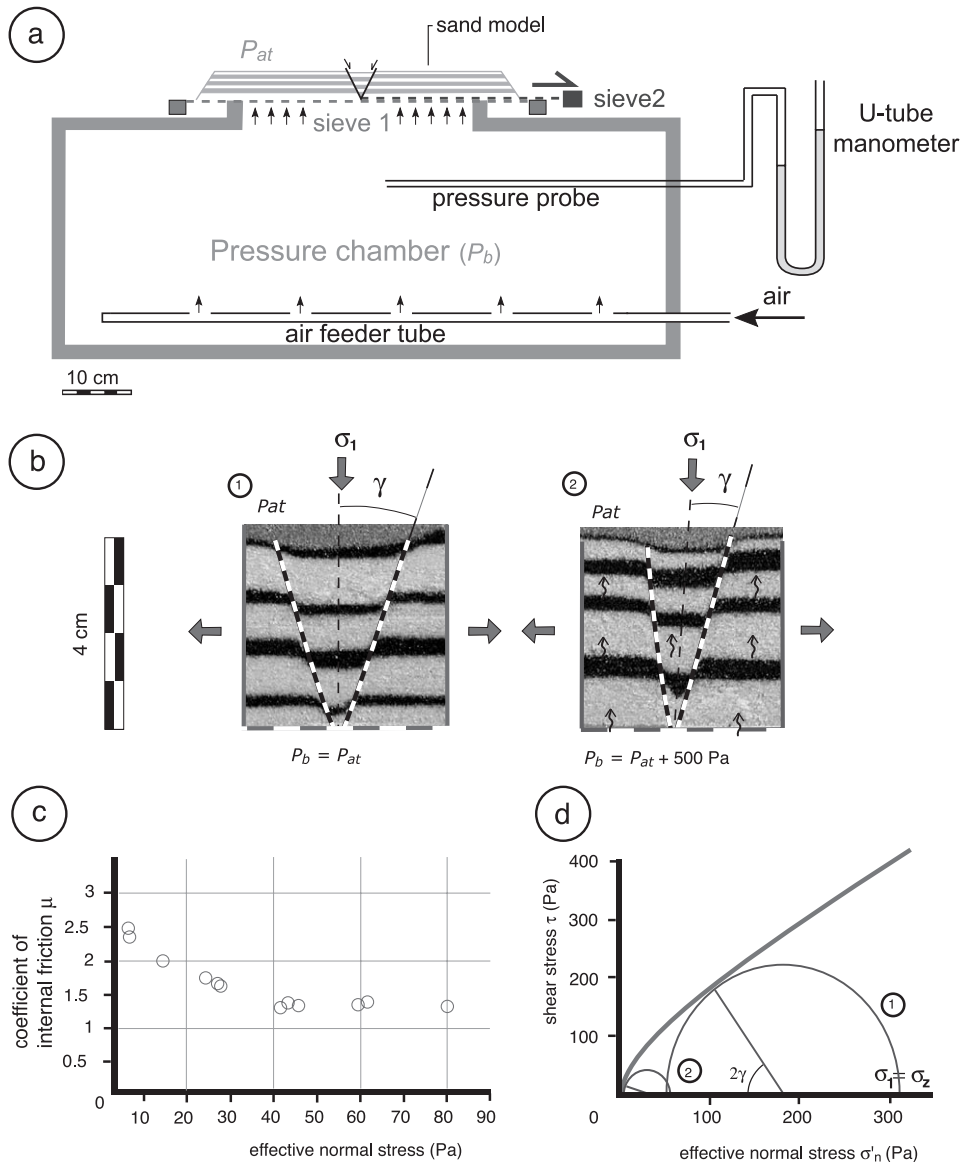 a
sand model
Pat
sieve2
sieve 1
U-tube
manometer
pressure probe
Pressure chamber (Pb)
air
air feeder tube
10 cm
b
σ1
σ1
1
γ
2
γ
Pat
Pat
4 cm
Pb = Pat
Pb = Pat + 500 Pa
c
coefficient of
internal friction μ
3
2.5
2
1.5
1
0.5
0
10
20
30
40
50
60
70
80
90
effective normal stress (Pa)
d
shear stress τ (Pa)
400
300
200
100
0
1
2
2γ
σ1= σz
100
200
300
effective normal stress σ'n (Pa)